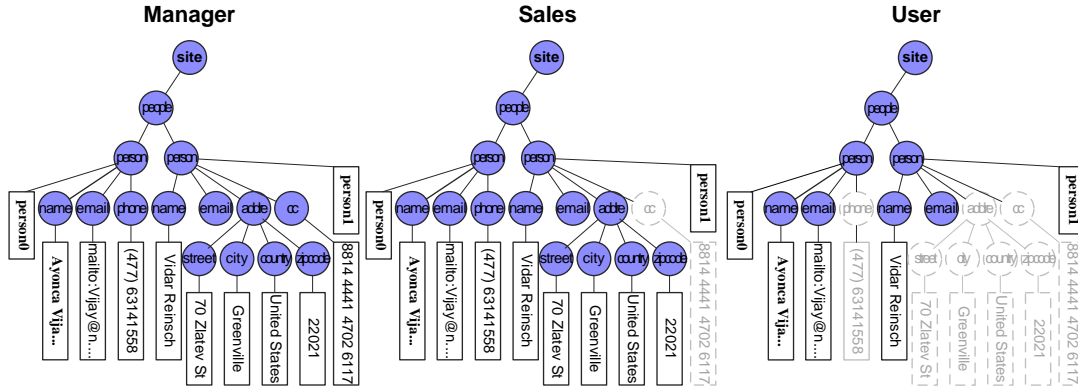 Manager
site
people
person
person
person0
name
email
phone
name
email
addre
cc
person1
street
city
country
zipcode
Ayonca Vija...
mailto:Vijay@n....
(477) 63141558
Vidar Reinsch
70 Zlatev St
Greenville
United States
22021
8814 4441 4702 6117
Sales
site
people
person
person
person0
name
email
phone
name
email
addre
cc
person1
street
city
country
zipcode
Ayonca Vija...
mailto:Vijay@n....
(477) 63141558
Vidar Reinsch
70 Zlatev St
Greenville
United States
22021
8814 4441 4702 6117
User
site
people
person
person
person0
name
email
phone
name
email
addre
cc
person1
street
city
country
zipcode
Ayonca Vija...
mailto:Vijay@n....
(477) 63141558
Vidar Reinsch
70 Zlatev St
Greenville
United States
22021
8814 4441 4702 6117